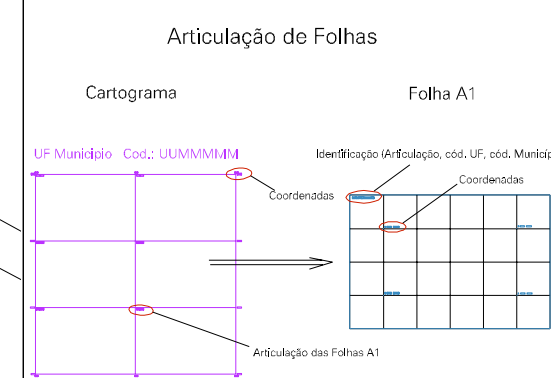 Articulação de Folhas
Cartograma
Folha A1
UF Municipio Cod.: UUMMMMM
Identificação (Articulação, cód. UF, cód. Municíp
Coordenadas
Coordenadas
Articulação das Folhas A1